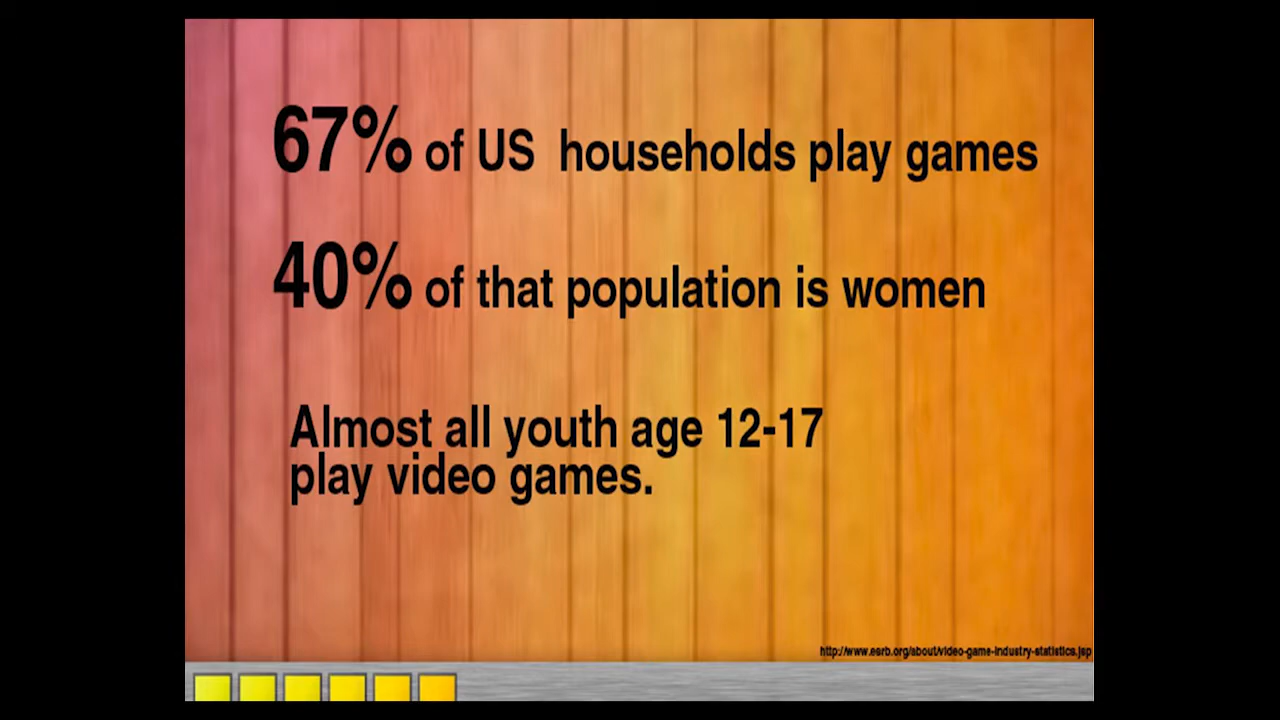 67% of US households play games
40% of that population is women
Almost all youth age 12-17
play video games.
http://www.esrb.org/about/video-game-industry-statistics.jsp